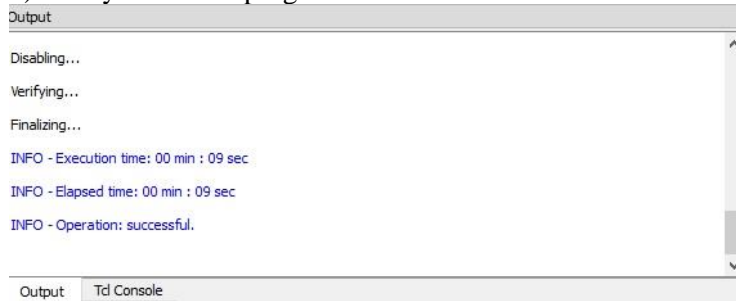 Output
Disabling...
Verifying...
Finalizing...
INFO - Execution time: 00 min : 09 sec
INFO - Elapsed time: 00 min : 09 sec
INFO - Operation: successful.
Output Tcl Console